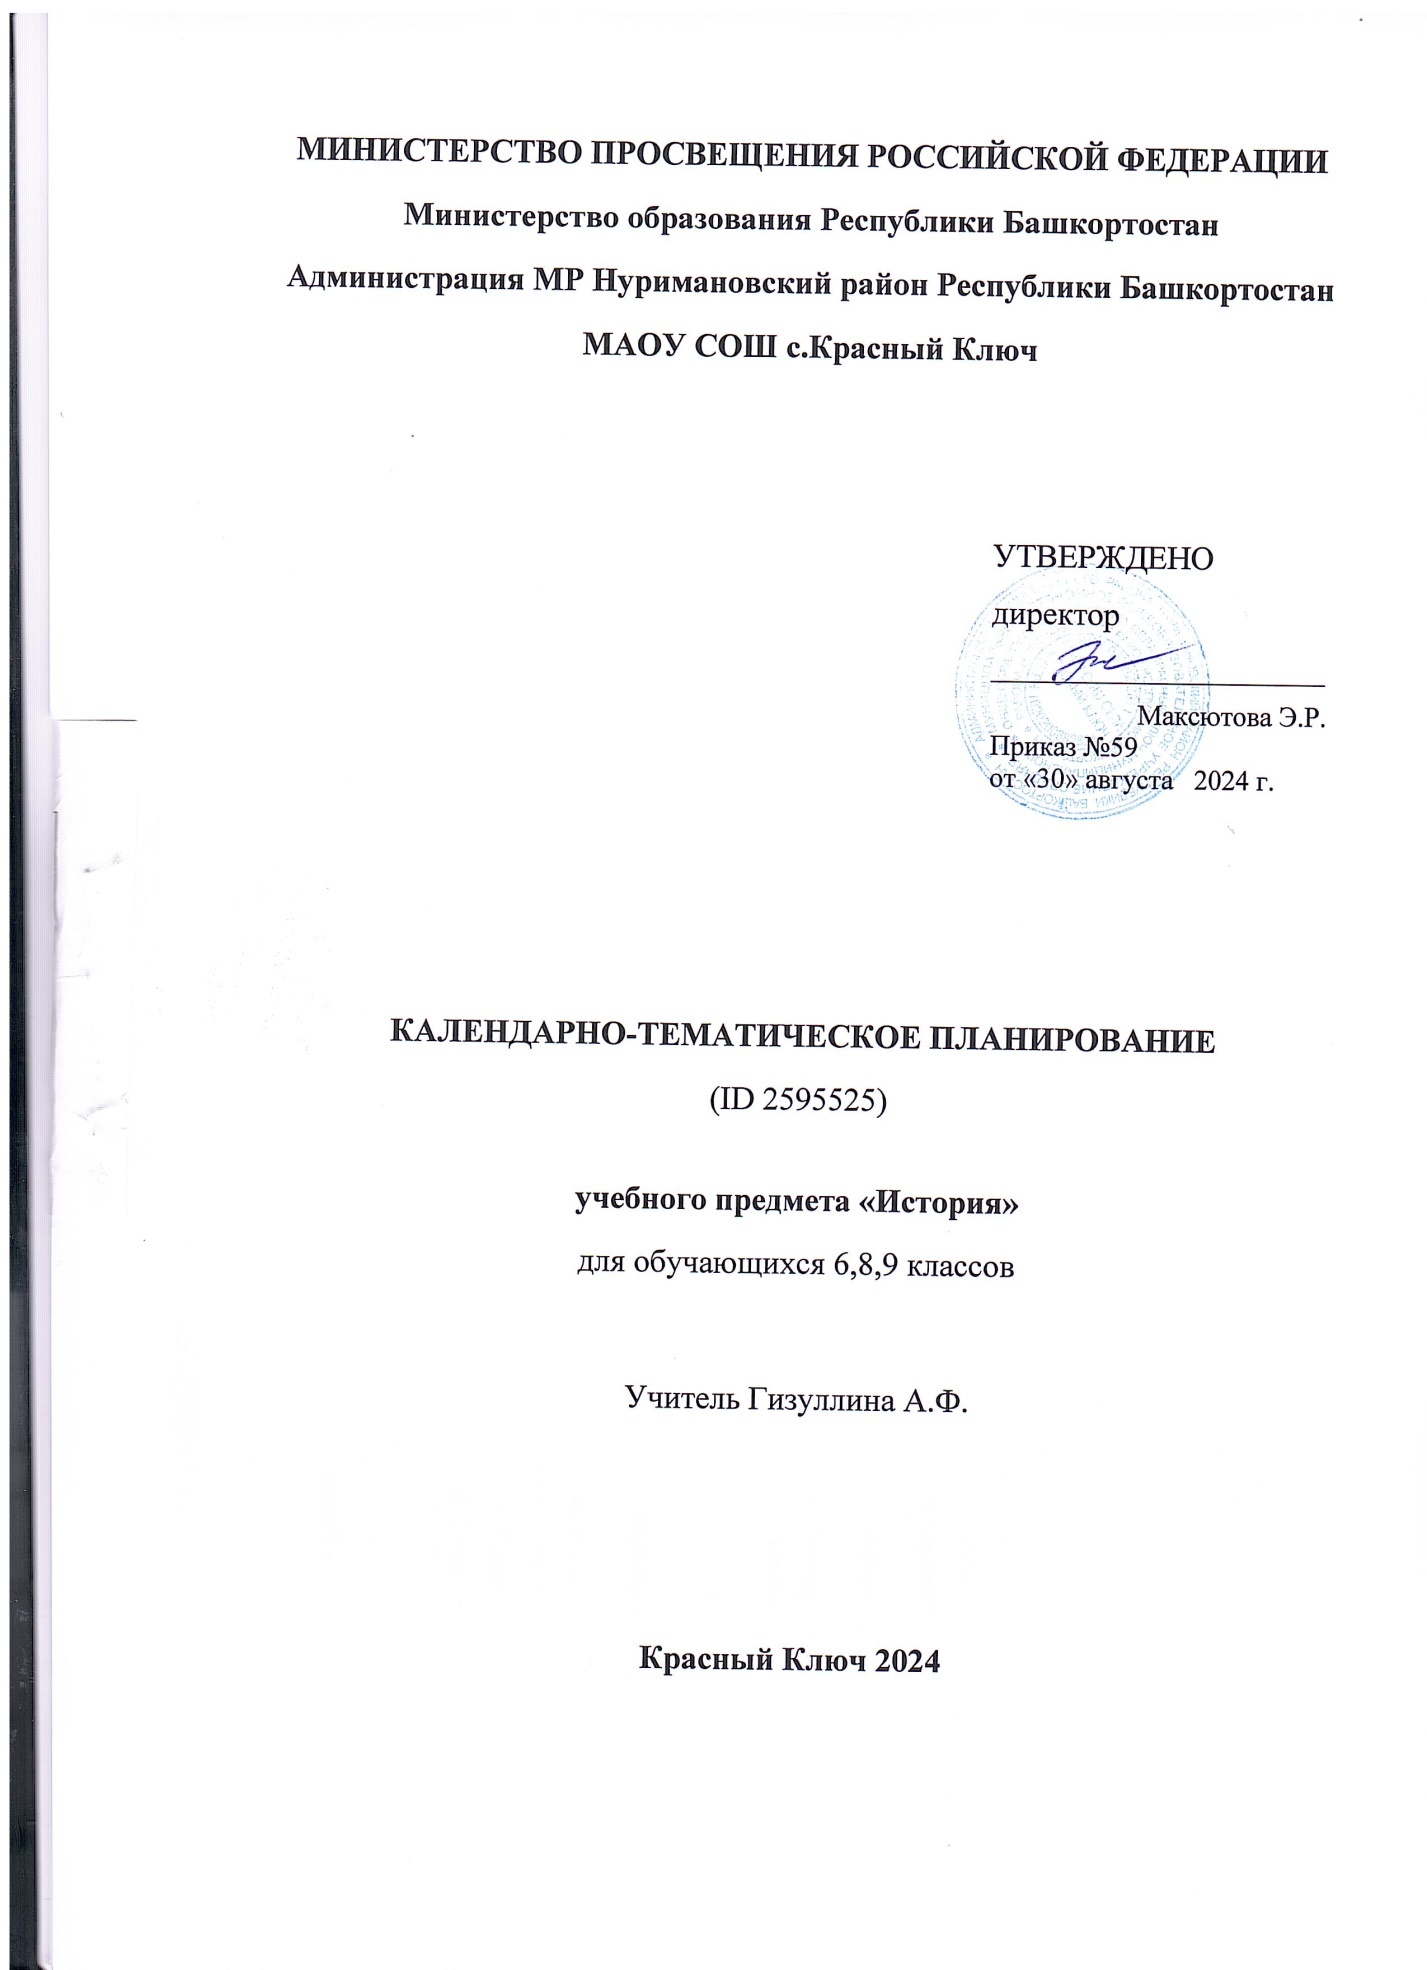 МИНИСТЕРСТВО ПРОСВЕЩЕНИЯ РОССИЙСКОЙ ФЕДЕРАЦИИ
Министерство образования Республики Башкортостан
Администрация МР Нуримановский район Республики Башкортостан
МАОУ СОШ с.Красный Ключ
УТВЕРЖДЕНО
директор
Максютова Э.Р.
Приказ №59
от «30» августа 2024 г.
КАЛЕНДАРНО-ТЕМАТИЧЕСКОЕ ПЛАНИРОВАНИЕ
(ID 2595525)
учебного предмета «История»
для обучающихся 6,8,9 классов
Учитель Гизуллина А.Ф.
Красный Ключ 2024